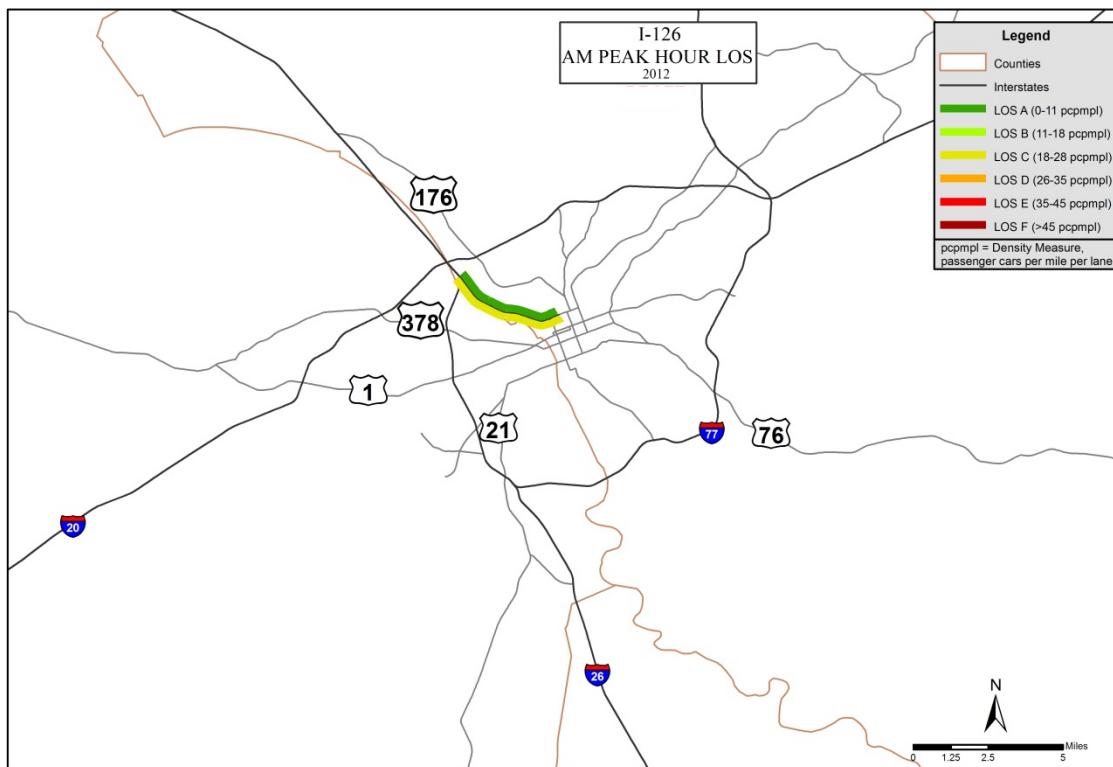 I-126
AM PEAK HOUR LOS
2012
Legend
Counties
Interstates
LOS A (0-11 pcpmpl)
LOS B (11-18 pcpmpl)
LOS C (18-28 pcpmpl)
LOS D (26-35 pcpmpl)
LOS E (35-45 pcpmpl)
LOS F (>45 pcpmpl)
pcpmpl = Density Measure,
passenger cars per mile per lane
176
378
1
21
77
76
20
26
N
Miles
0 1.25 2.5 5